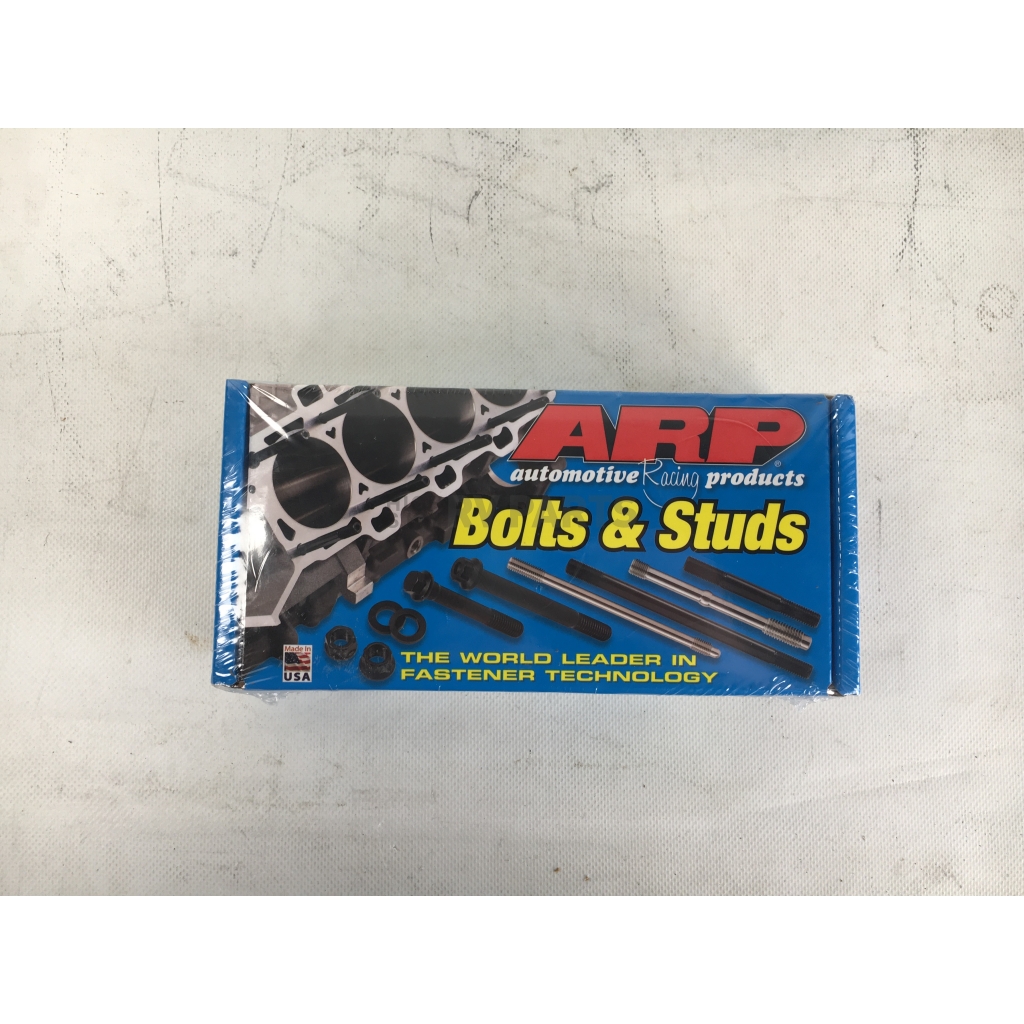 ARP®
automotive Racing products
Bolts & Studs
THE WORLD LEADER IN
FASTENER TECHNOLOGY
Made In
USA